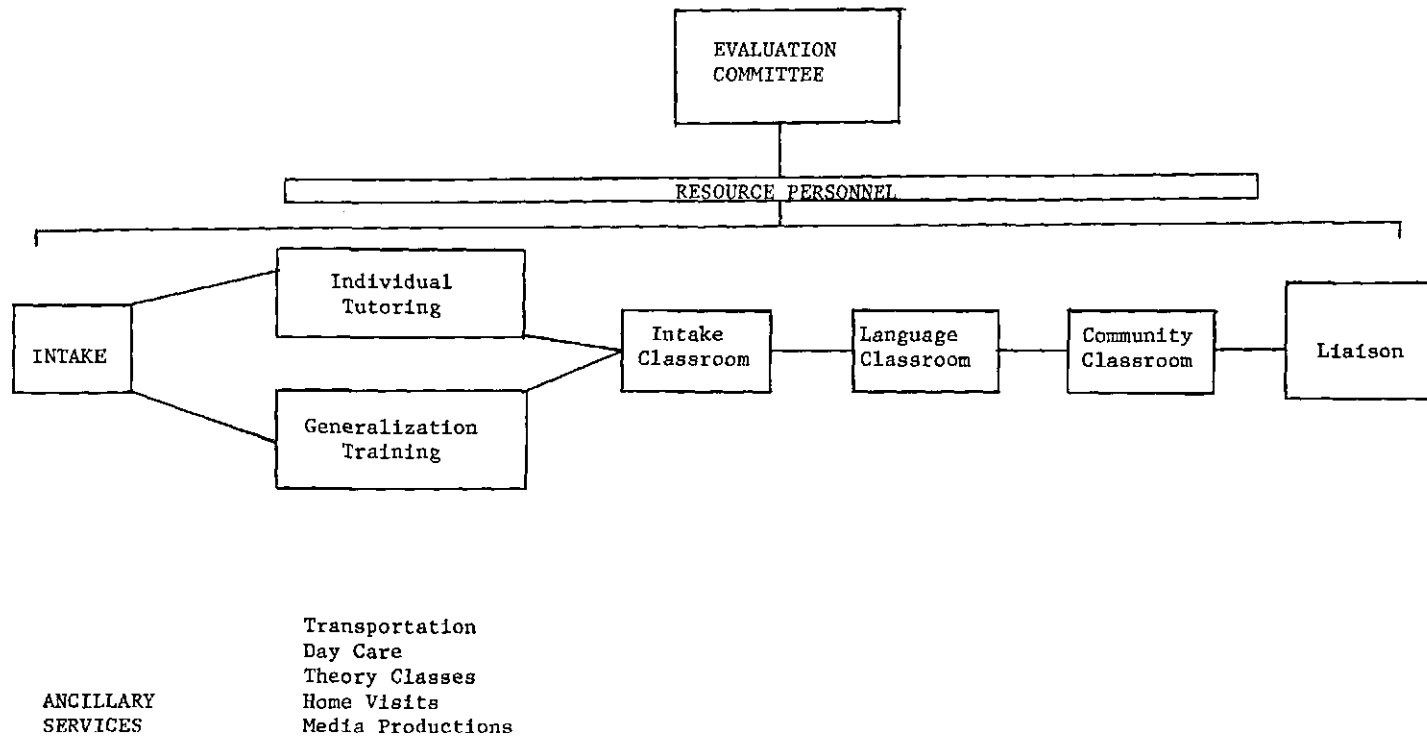 EVALUATION
COMMITTEE
RESOURCE PERSONNEL
INTAKE
Individual
Tutoring
Generalization
Training
Intake
Classroom
Language
Classroom
Community
Classroom
Liaison
ANCILLARY
SERVICES
Transportation
Day Care
Theory Classes
Home Visits
Media Productions